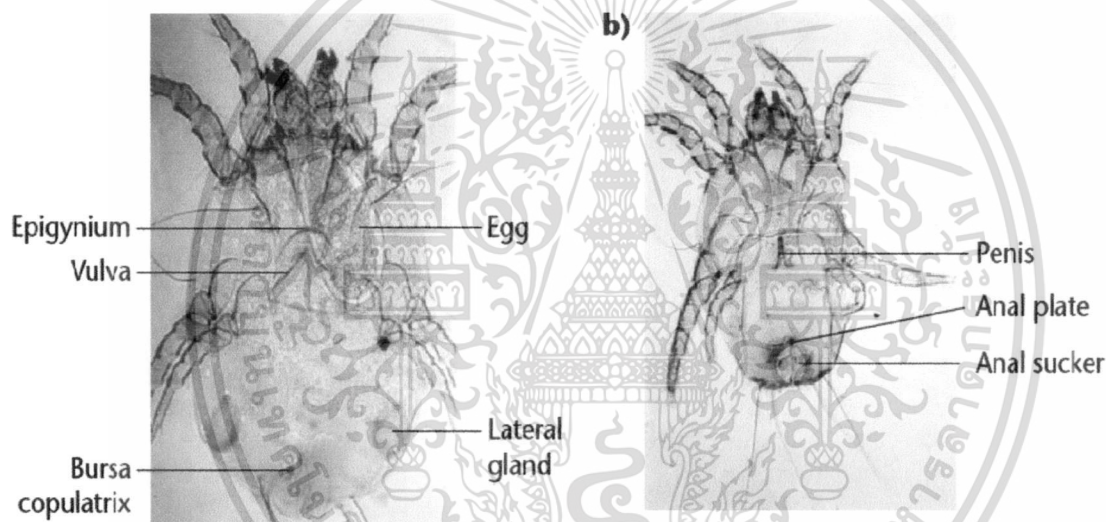 b)
Epigynium
Vulva
Bursa
copulatrix
Egg
Lateral
gland
Penis
Anal plate
Anal sucker